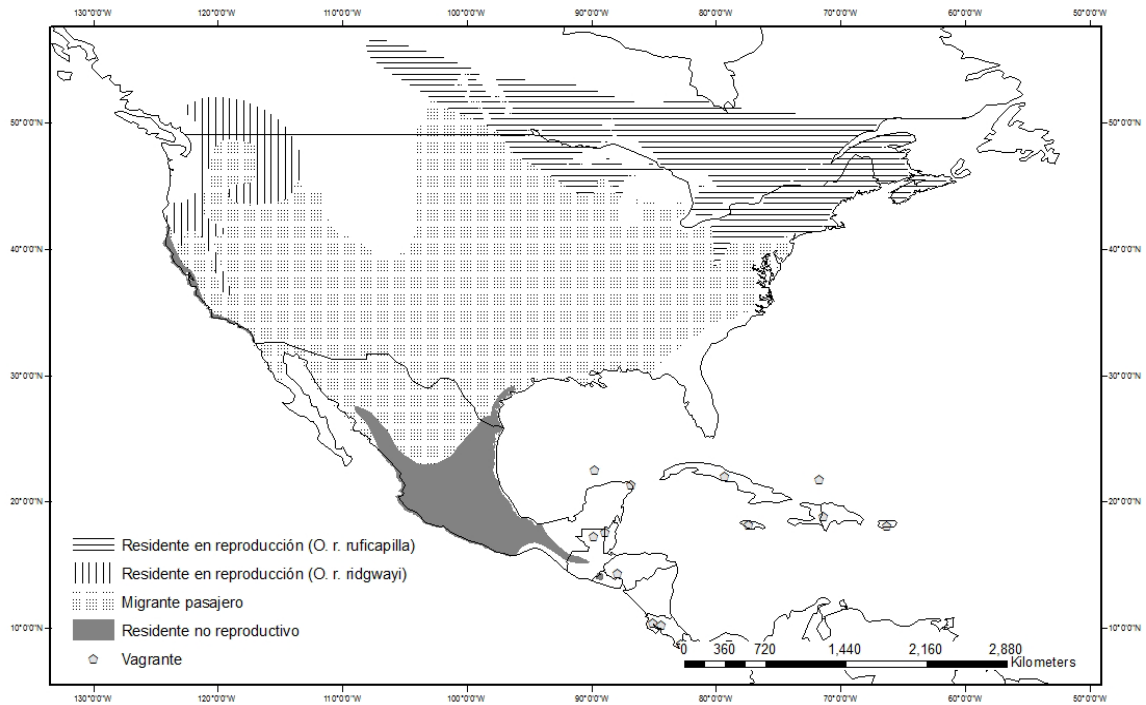 130°0'0"W 120°0'0"W 110°0'0"W 100°0'0"W 90°0'0"W 80°0'0"W 70°0'0"W 60°0'0"W 50°0'0"W
50°0'0"N 50°0'0"N
40°0'0"N 40°0'0"N
30°0'0"N 30°0'0"N
20°0'0"N 20°0'0"N
10°0'0"N 10°0'0"N
Residente en reproducción (O. r. ruficapilla)
Residente en reproducción (O. r. ridgwayi)
Migrante pasajero
Residente no reproductivo
Vagrante
0 360 720 1,440 2,160 2,880
Kilometers
130°0'0"W 120°0'0"W 110°0'0"W 100°0'0"W 90°0'0"W 80°0'0"W 70°0'0"W 60°0'0"W 50°0'0"W